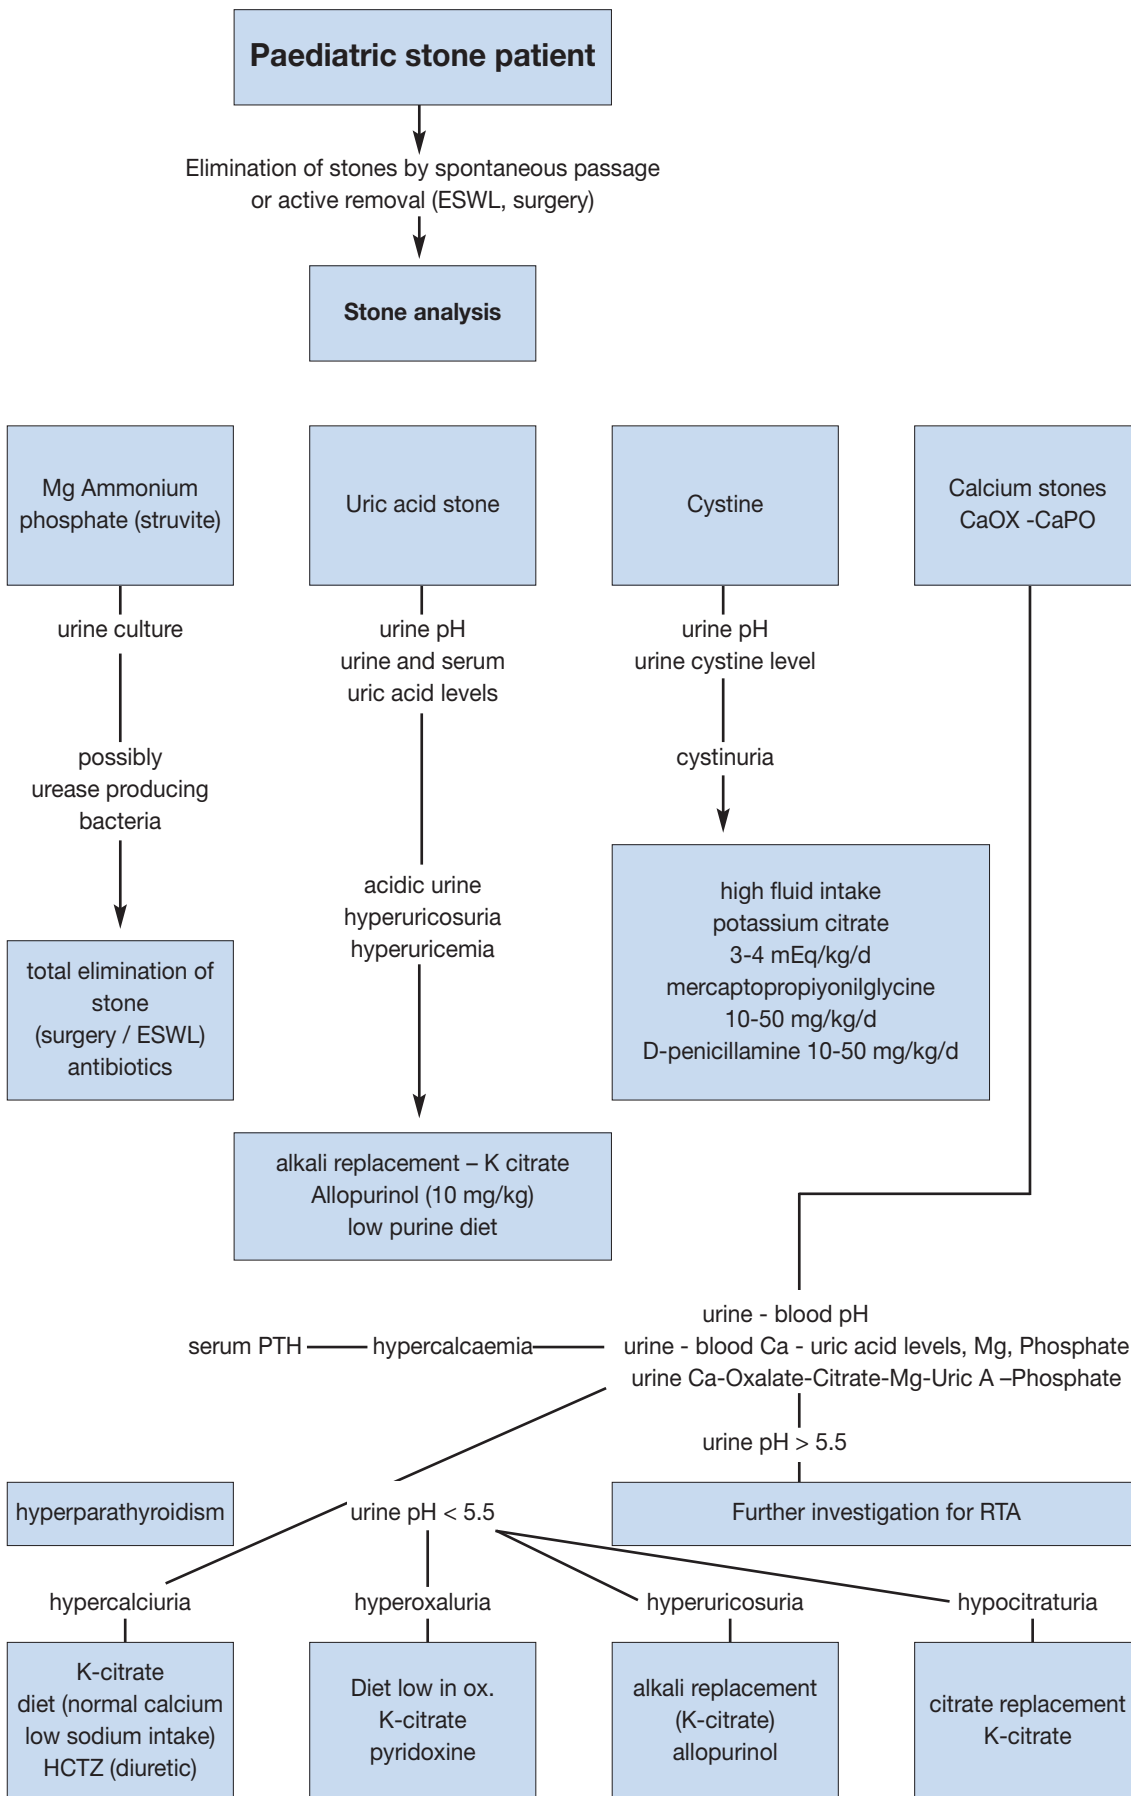 Paediatric stone patient
Elimination of stones by spontaneous passage
or active removal (ESWL, surgery)
Stone analysis
Mg Ammonium
phosphate (struvite)
Uric acid stone
Cystine
Calcium stones
CaOX -CaPO
urine culture
urine pH
urine and serum
uric acid levels
urine pH
urine cystine level
possibly
urease producing
bacteria
cystinuria
acidic urine
hyperuricosuria
hyperuricemia
high fluid intake
potassium citrate
3-4 mEq/kg/d
mercaptopropiyonilglycine
10-50 mg/kg/d
D-penicillamine 10-50 mg/kg/d
total elimination of
stone
(surgery / ESWL)
antibiotics
alkali replacement – K citrate
Allopurinol (10 mg/kg)
low purine diet
urine - blood pH
urine - blood Ca - uric acid levels, Mg, Phosphate
urine Ca-Oxalate-Citrate-Mg-Uric A –Phosphate
serum PTH
hypercalcaemia
urine pH > 5.5
hyperparathyroidism
urine pH < 5.5
Further investigation for RTA
hypercalciuria
hyperoxaluria
hyperuricosuria
hypocitraturia
K-citrate
diet (normal calcium
low sodium intake)
HCTZ (diuretic)
Diet low in ox.
K-citrate
pyridoxine
alkali replacement
(K-citrate)
allopurinol
citrate replacement
K-citrate